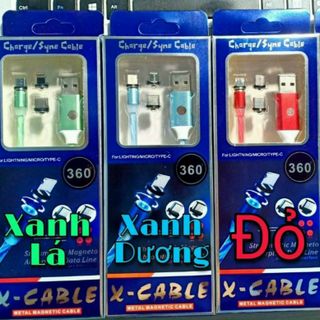 Charge/Sync Cable
Charge/Sync Cable
Charge/Sync Cable
For LIGHTNING/MICRO/TYPE-C
For LIGHTNING/MICRO/TYPE-C
For LIGHTNING/MICRO/TYPE-C
360
360
360
Xanh Lá
Xanh Dương
Đỏ
X-CABLE
X-CABLE
X-CABLE
METAL MAGNETIC CABLE
METAL MAGNETIC CABLE
METAL MAGNETIC CABLE